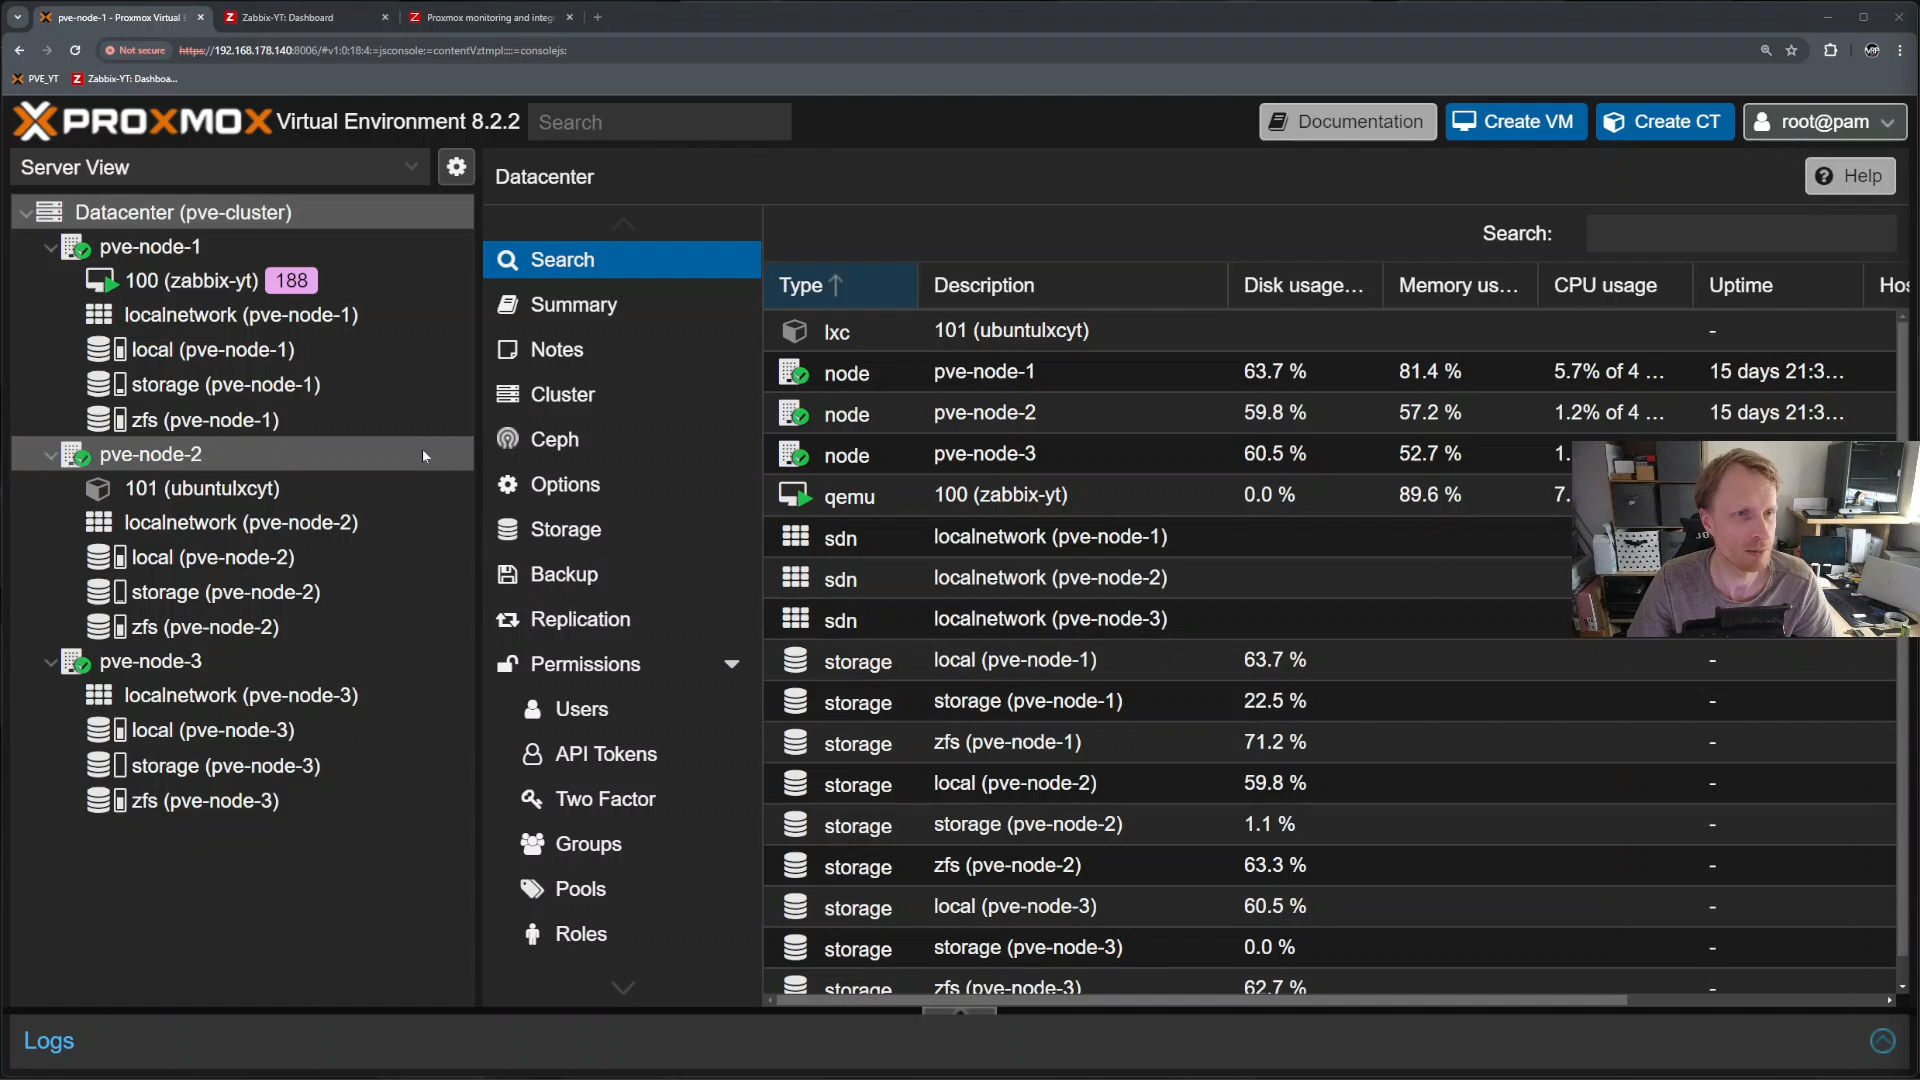 pve-node-1 - Proxmox Virtual E
Zabbix-YT: Dashboard
Proxmox monitoring and integ
Not secure
https://192.168.178.140:8006/#v1:0:18:4:=jsconsole:=contentVztmpl::::=consolejs:
PVE_YT
Zabbix-YT: Dashboa...
PROXMOX Virtual Environment 8.2.2
Search
Documentation
Create VM
Create CT
root@pam
Server View
Datacenter
Help
Datacenter (pve-cluster)
pve-node-1
100 (zabbix-yt) 188
localnetwork (pve-node-1)
local (pve-node-1)
storage (pve-node-1)
zfs (pve-node-1)
pve-node-2
101 (ubuntulxcyt)
localnetwork (pve-node-2)
local (pve-node-2)
storage (pve-node-2)
zfs (pve-node-2)
pve-node-3
localnetwork (pve-node-3)
local (pve-node-3)
storage (pve-node-3)
zfs (pve-node-3)
Search
Summary
Notes
Cluster
Ceph
Options
Storage
Backup
Replication
Permissions
Users
API Tokens
Two Factor
Groups
Pools
Roles
Search:
Type Description Disk usage... Memory us... CPU usage Uptime Hos
lxc 101 (ubuntulxcyt) -
node pve-node-1 63.7 % 81.4 % 5.7% of 4 ... 15 days 21:3...
node pve-node-2 59.8 % 57.2 % 1.2% of 4 ... 15 days 21:3...
node pve-node-3 60.5 % 52.7 % 1.
qemu 100 (zabbix-yt) 0.0 % 89.6 % 7.
sdn localnetwork (pve-node-1)
sdn localnetwork (pve-node-2)
sdn localnetwork (pve-node-3)
storage local (pve-node-1) 63.7 % -
storage storage (pve-node-1) 22.5 % -
storage zfs (pve-node-1) 71.2 % -
storage local (pve-node-2) 59.8 % -
storage storage (pve-node-2) 1.1 % -
storage zfs (pve-node-2) 63.3 % -
storage local (pve-node-3) 60.5 % -
storage storage (pve-node-3) 0.0 % -
storage zfs (pve-node-3) 62.7 % -
Logs